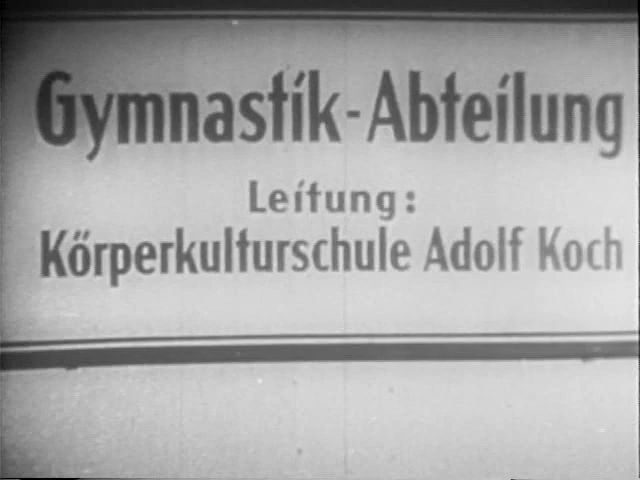 Gymnastik-Abteilung
Leitung:
Körperkulturschule Adolf Koch